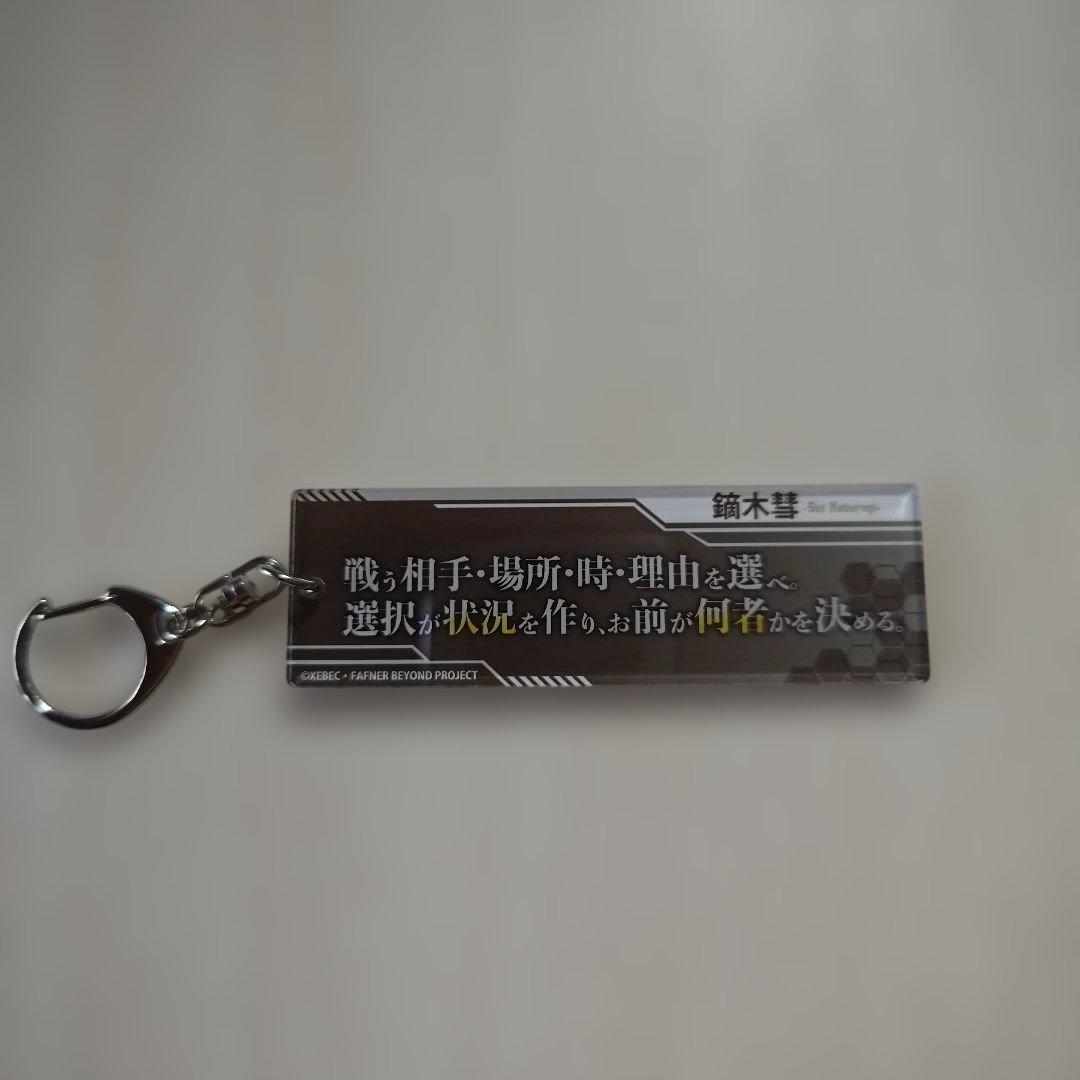 鏑木彗 -Sui Kaburagi-
戦う相手・場所・時・理由を選べ。
選択が状況を作り、お前が何者かを決める。
©XEBEC・FAFNER BEYOND PROJECT